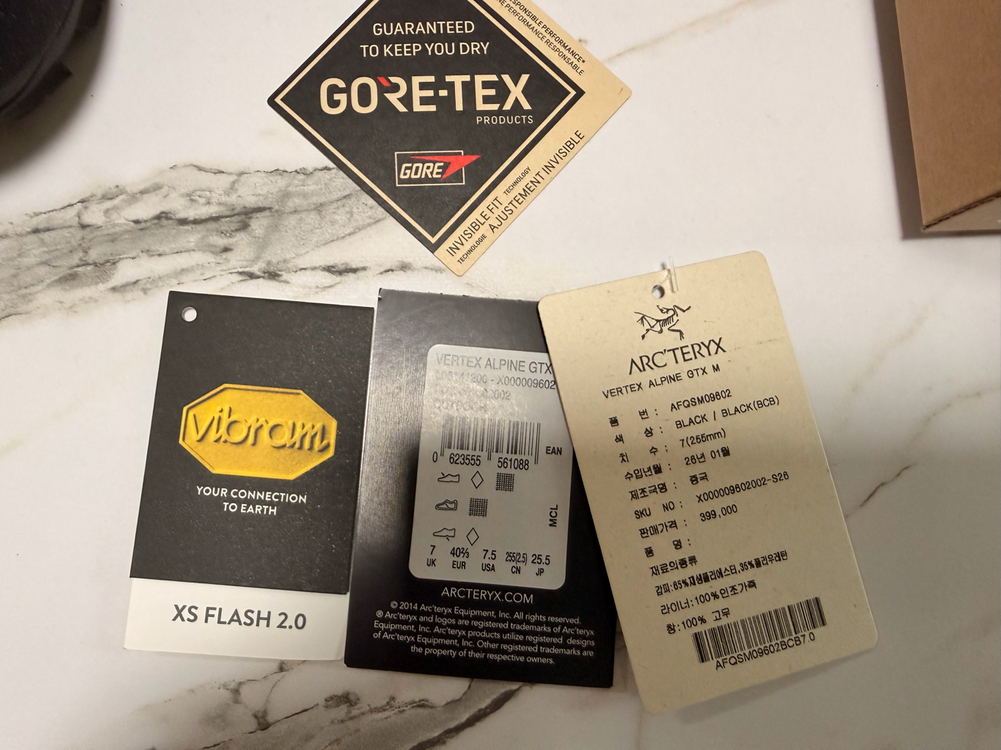 RESPONSIBLE PERFORMANCE*
PERFORMANCE RESPONSABLE
GUARANTEED
TO KEEP YOU DRY
GORE-TEX
PRODUCTS
GORE
INVISIBLE FIT TECHNOLOGY
TECHNOLOGIE AJUSTEMENT INVISIBLE
vibram
YOUR CONNECTION
TO EARTH
XS FLASH 2.0
VERTEX ALPINE GTX
- X000009602
0 623555 561088
EAN
MCL
7 40⅔ 7.5 255(2.5) 25.5
UK EUR USA CN JP
ARCTERYX.COM
© 2014 Arc'teryx Equipment, Inc. All rights reserved.
® Arc'teryx and logos are registered trademarks of Arc'teryx
Equipment, Inc. Arc'teryx products utilize registered designs
Equipment, Inc. Other registered trademarks are
the property of their respective owners.
ARC'TERYX
VERTEX ALPINE GTX M
품 번 : AFQSM09602
색 상 : BLACK / BLACK(BCB)
치 수 : 7(255mm)
수입년월 : 26년 01월
제조국명 : 중국
SKU NO : X000009602002-S26
판매가격 : 399,000
품 명 :
재료의종류
갑피:65%재생폴리에스터,35%폴리우레탄
라이너:100%인조가죽
창:100% 고무
AFQSM09602BCB7.0